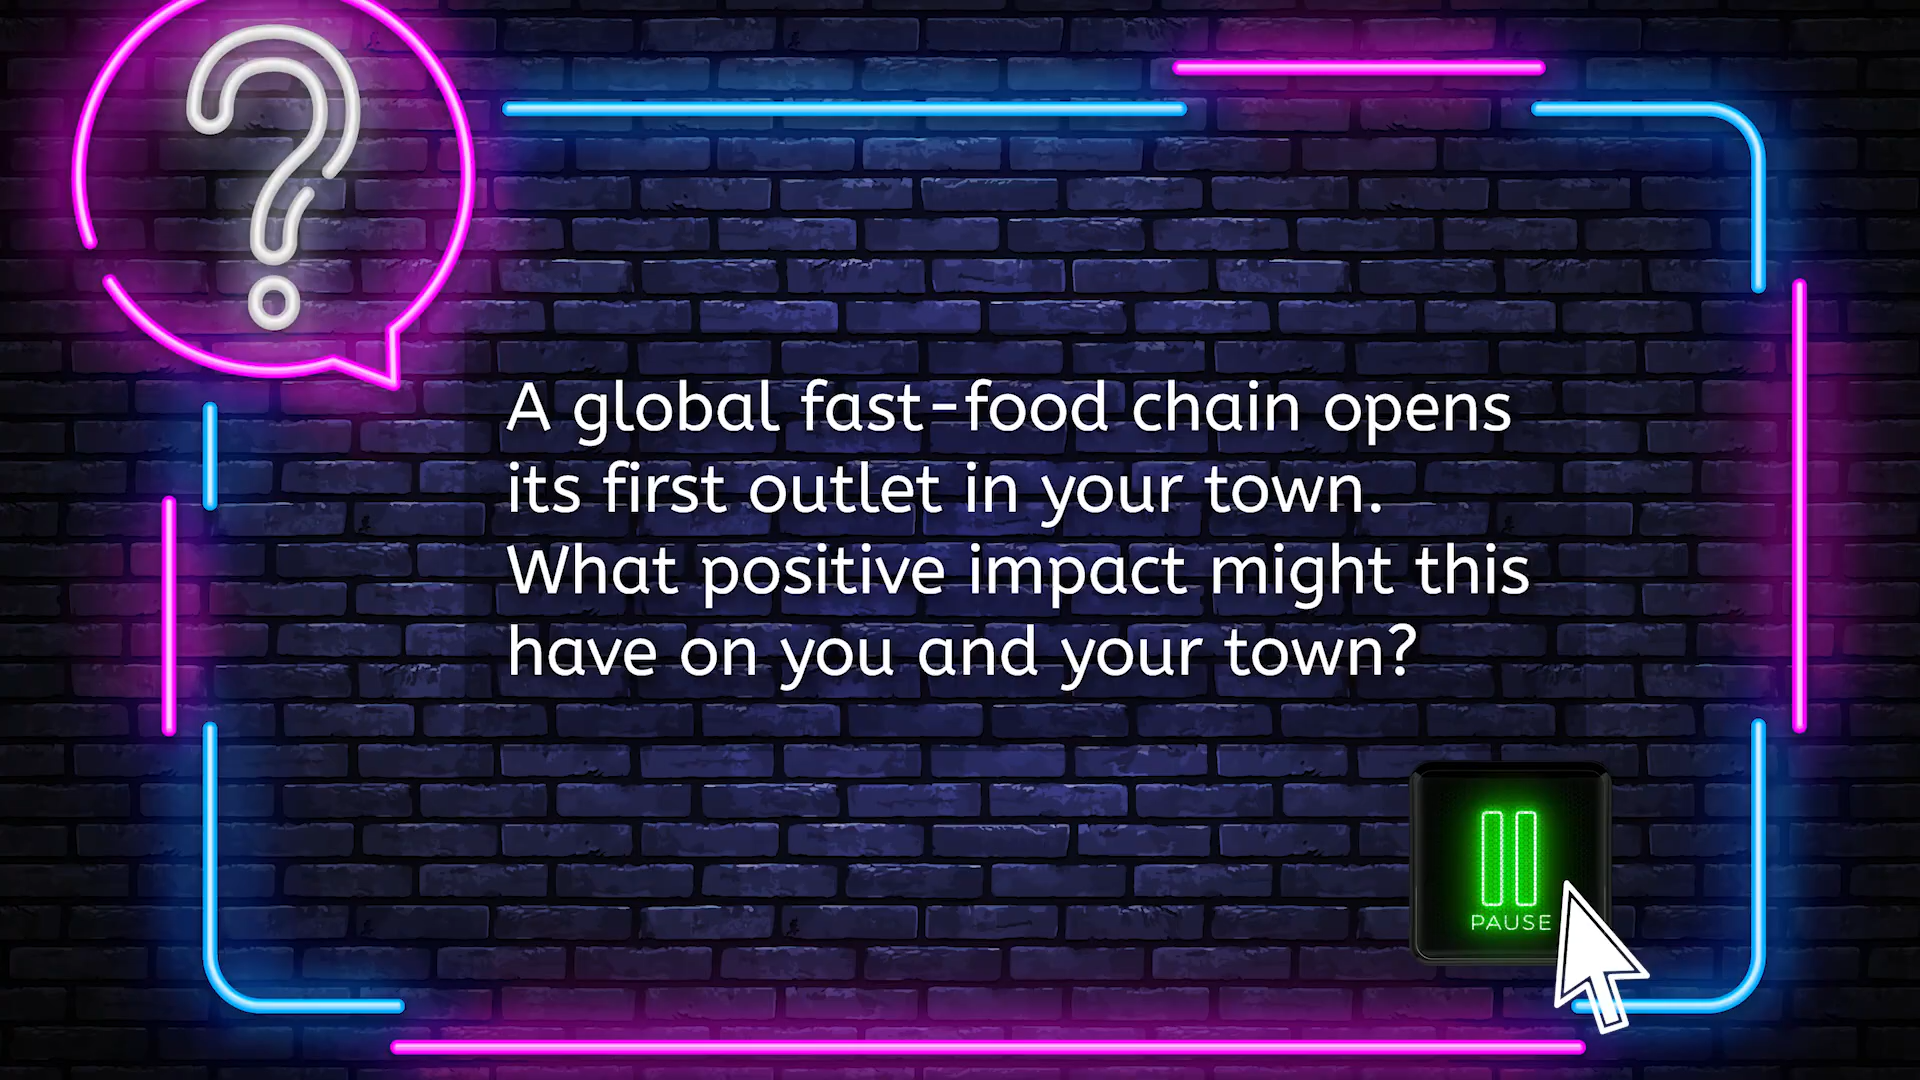 A global fast-food chain opens
its first outlet in your town.
What positive impact might this
have on you and your town?
PAUSE